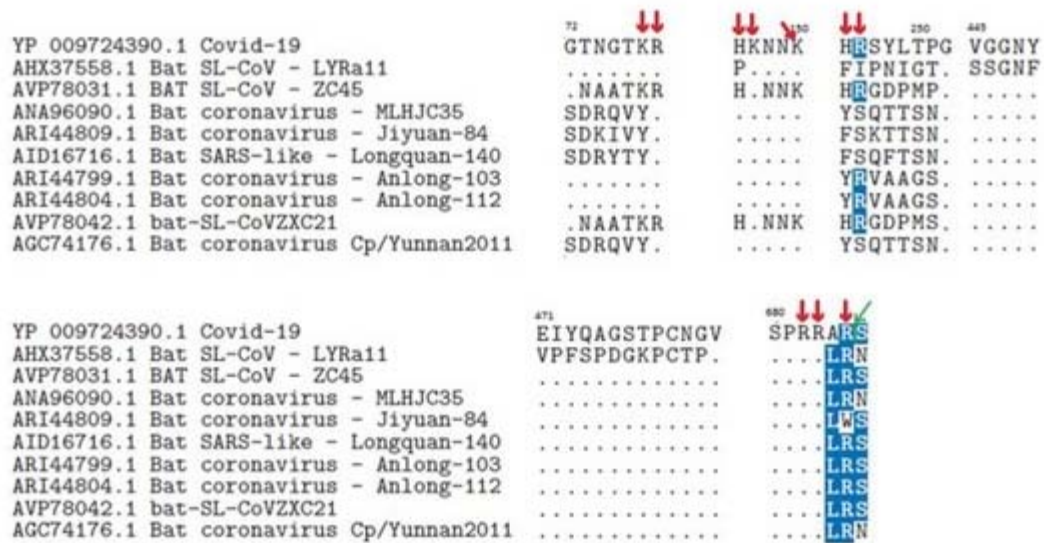 72 150 250 445
YP 009724390.1 Covid-19 GTNGTKR HKNNK HRSYLTPG VGGNY
AHX37558.1 Bat SL-CoV - LYRa11 ....... P.... FIPNIGT. SSGNF
AVP78031.1 BAT SL-CoV - ZC45 .NAATKR H.NNK HRGDPMP. .....
ANA96090.1 Bat coronavirus - MLHJC35 SDRQVY. ..... YSQTTSN. .....
ARI44809.1 Bat coronavirus - Jiyuan-84 SDKIVY. ..... FSKTTSN. .....
AID16716.1 Bat SARS-like - Longquan-140 SDRYTY. ..... FSQFTSN. .....
ARI44799.1 Bat coronavirus - Anlong-103 ....... ..... YRVAAGS. .....
ARI44804.1 Bat coronavirus - Anlong-112 ....... ..... YRVAAGS. .....
AVP78042.1 bat-SL-CoVZXC21 .NAATKR H.NNK HRGDPMS. .....
AGC74176.1 Bat coronavirus Cp/Yunnan2011 SDRQVY. ..... YSQTTSN. .....
471 680
YP 009724390.1 Covid-19 EIYQAGSTPCNGV SPRRARS
AHX37558.1 Bat SL-CoV - LYRa11 VPFSPDGKPCTP. ....LRN
AVP78031.1 BAT SL-CoV - ZC45 ............. ....LRS
ANA96090.1 Bat coronavirus - MLHJC35 ............. ....LRN
ARI44809.1 Bat coronavirus - Jiyuan-84 ............. ....LWS
AID16716.1 Bat SARS-like - Longquan-140 ............. ....LRS
ARI44799.1 Bat coronavirus - Anlong-103 ............. ....LRS
ARI44804.1 Bat coronavirus - Anlong-112 ............. ....LRS
AVP78042.1 bat-SL-CoVZXC21 ............. ....LRS
AGC74176.1 Bat coronavirus Cp/Yunnan2011 ............. ....LRN